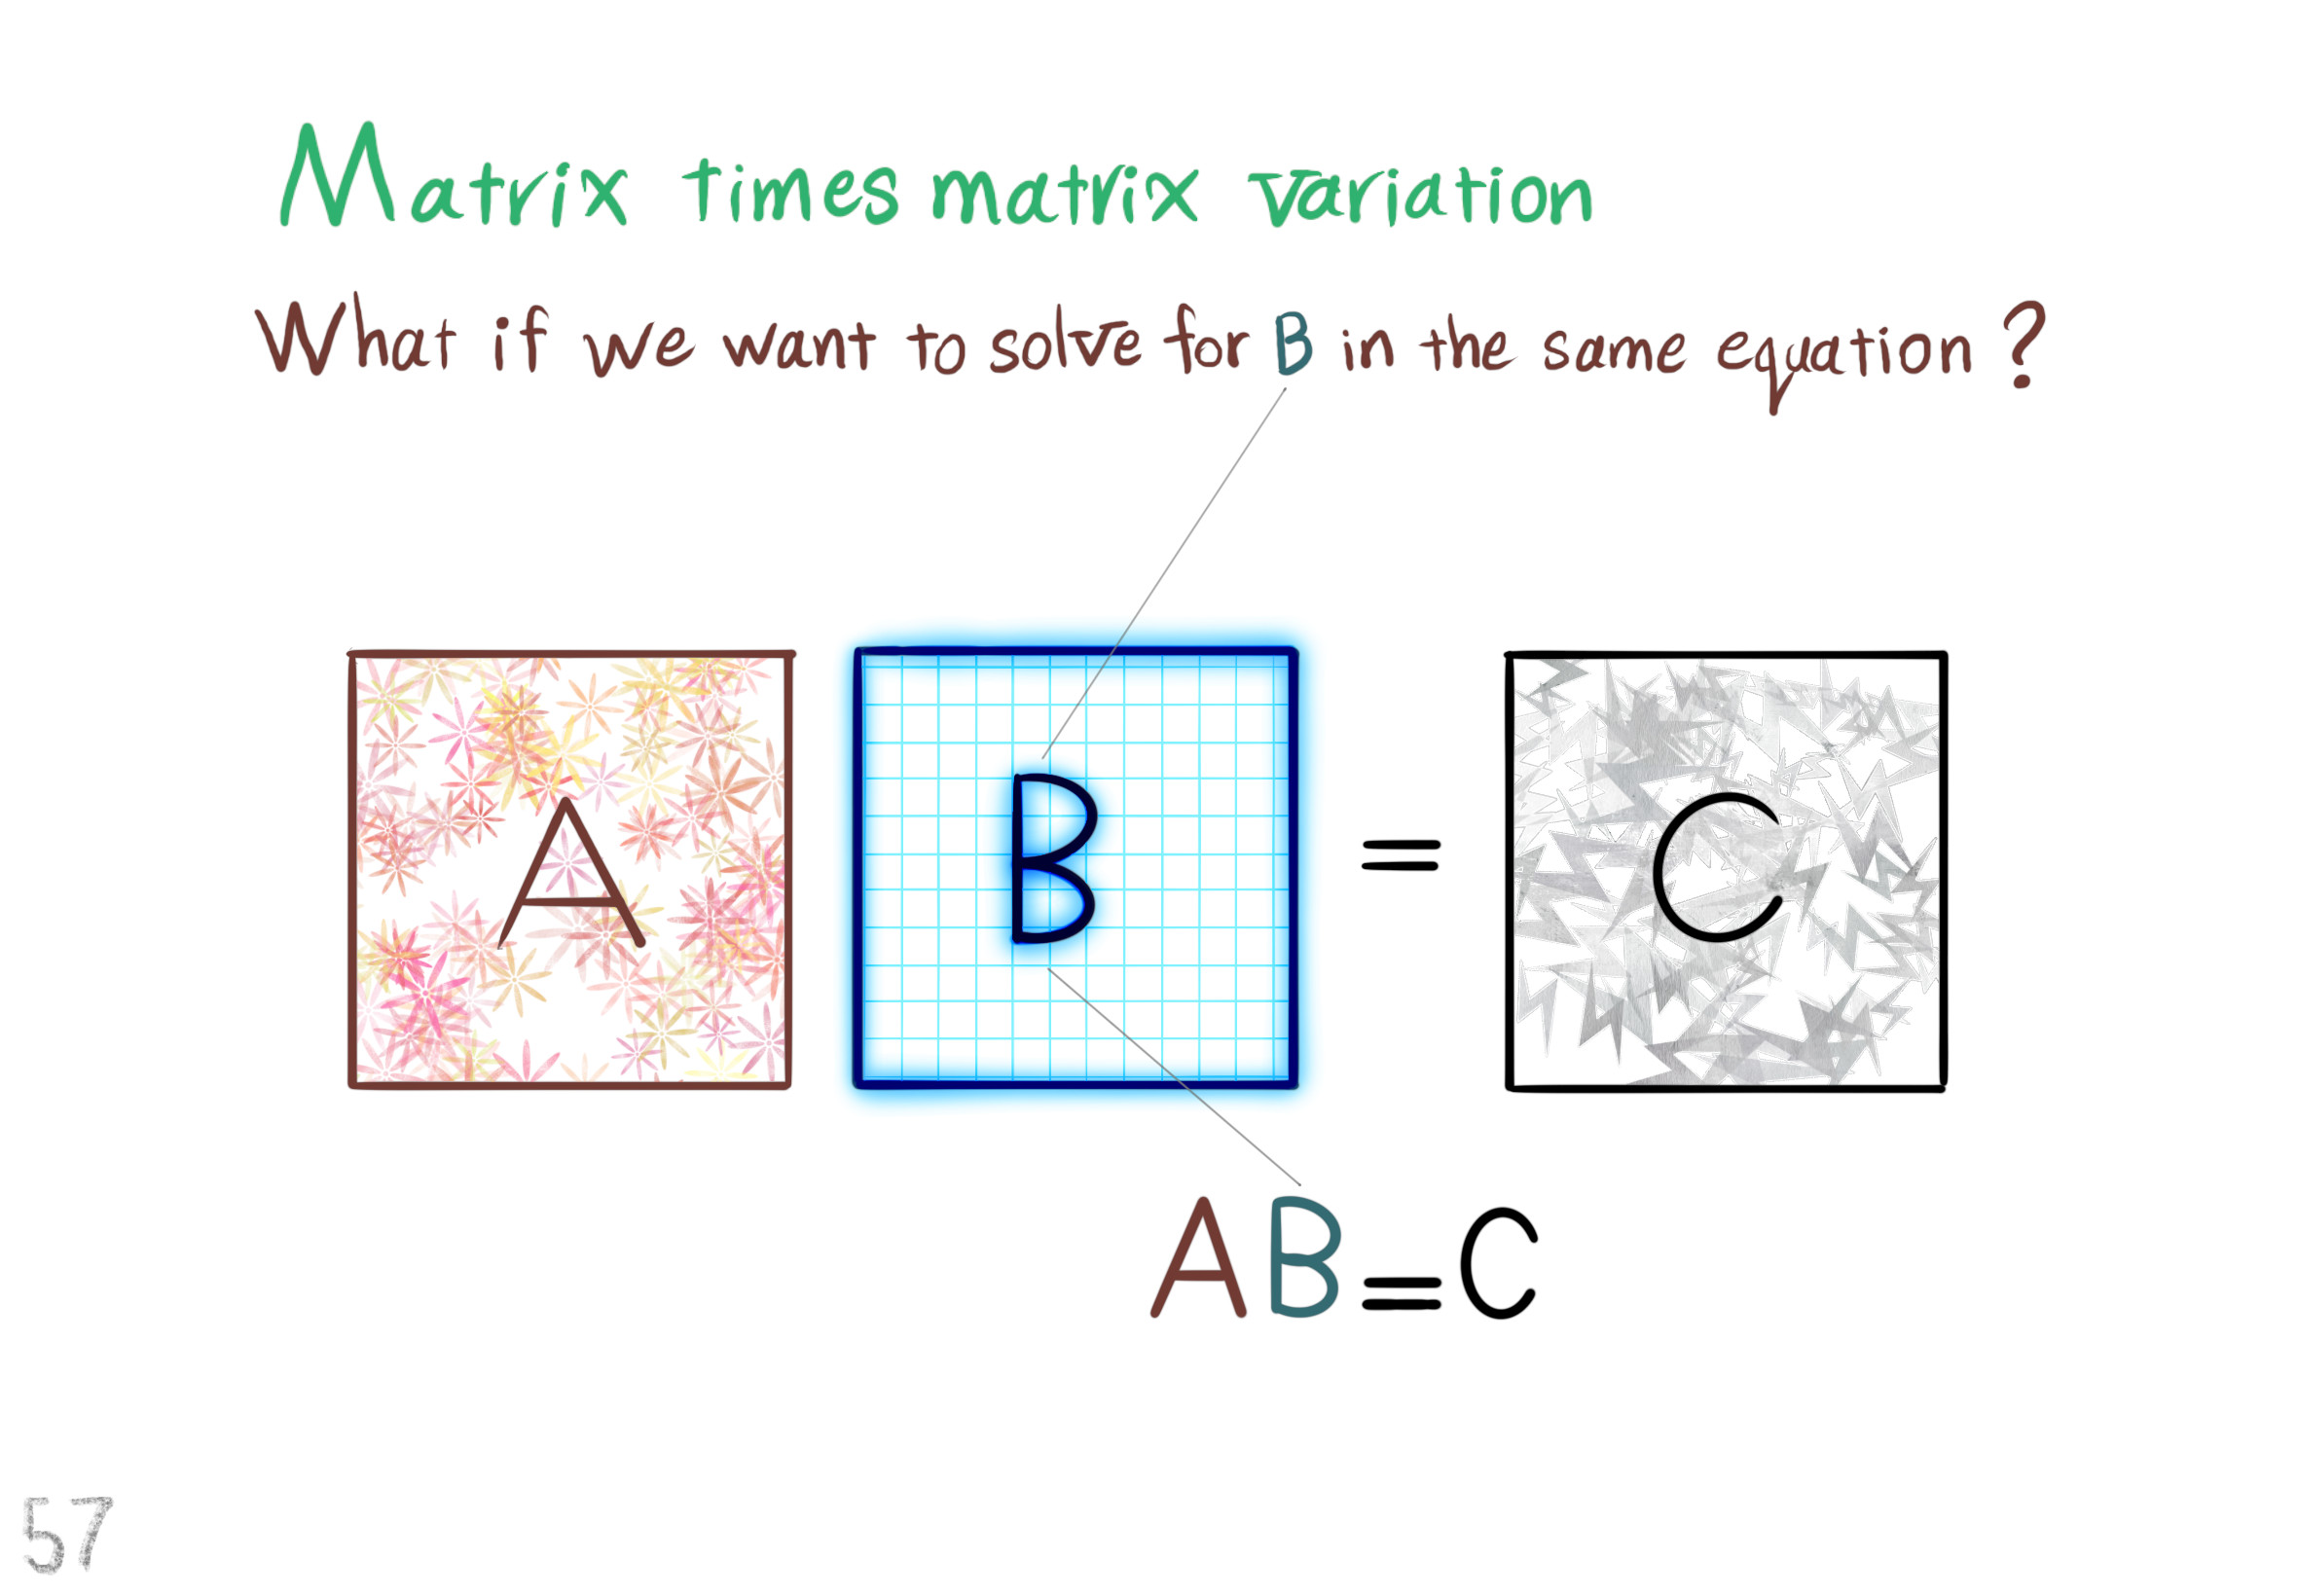 Matrix times matrix variation
What if we want to solve for B in the same equation?
A B = C
AB=C
57